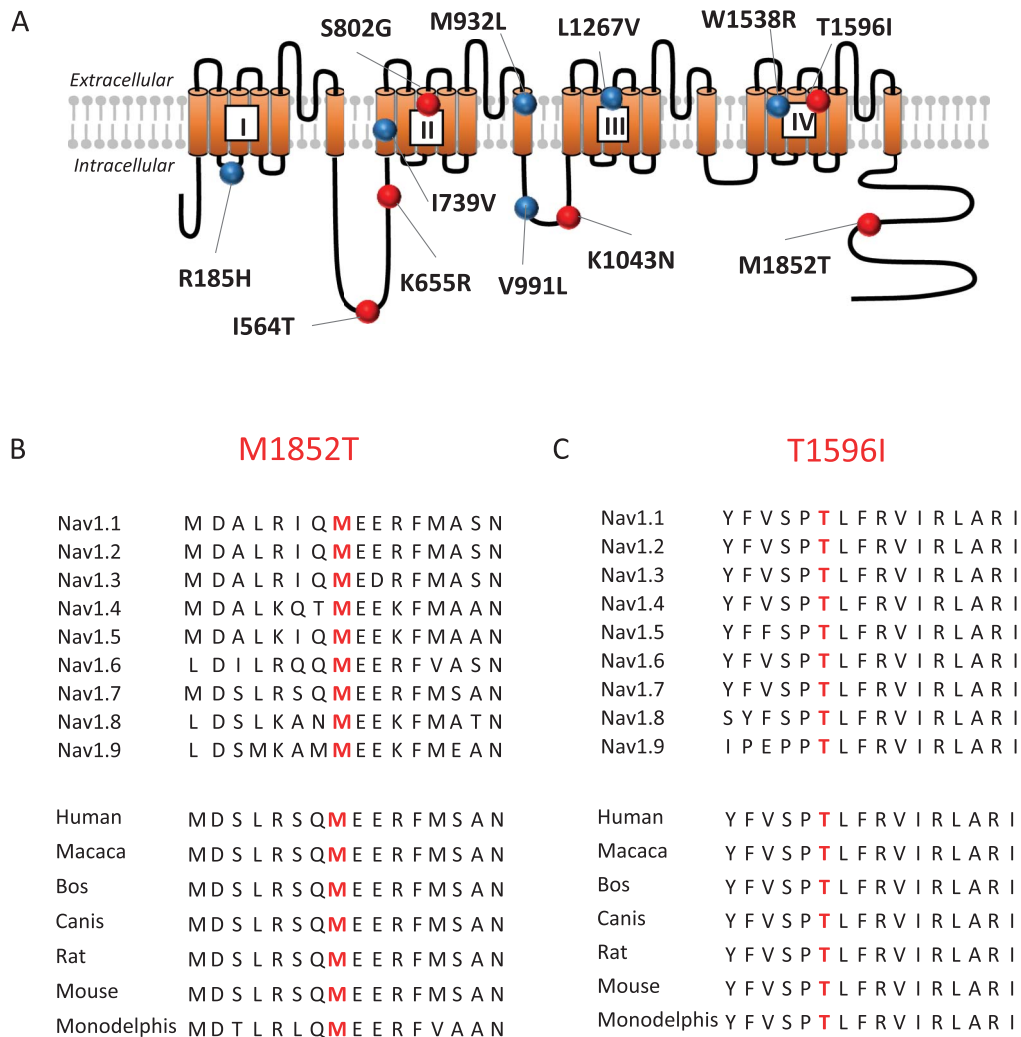 A
S802G
M932L
L1267V
W1538R
T1596I
Extracellular
I
II
III
IV
Intracellular
I739V
R185H
K655R
V991L
K1043N
M1852T
I564T
B
M1852T
Nav1.1 M D A L R I Q M E E R F M A S N
Nav1.2 M D A L R I Q M E E R F M A S N
Nav1.3 M D A L R I Q M E D R F M A S N
Nav1.4 M D A L K Q T M E E K F M A A N
Nav1.5 M D A L K I Q M E E K F M A A N
Nav1.6 L D I L R Q Q M E E R F V A S N
Nav1.7 M D S L R S Q M E E R F M S A N
Nav1.8 L D S L K A N M E E K F M A T N
Nav1.9 L D S M K A M M E E K F M E A N
Human M D S L R S Q M E E R F M S A N
Macaca M D S L R S Q M E E R F M S A N
Bos M D S L R S Q M E E R F M S A N
Canis M D S L R S Q M E E R F M S A N
Rat M D S L R S Q M E E R F M S A N
Mouse M D S L R S Q M E E R F M S A N
Monodelphis M D T L R L Q M E E R F V A A N
C
T1596I
Nav1.1 Y F V S P T L F R V I R L A R I
Nav1.2 Y F V S P T L F R V I R L A R I
Nav1.3 Y F V S P T L F R V I R L A R I
Nav1.4 Y F V S P T L F R V I R L A R I
Nav1.5 Y F F S P T L F R V I R L A R I
Nav1.6 Y F V S P T L F R V I R L A R I
Nav1.7 Y F V S P T L F R V I R L A R I
Nav1.8 S Y F S P T L F R V I R L A R I
Nav1.9 I P E P P T L F R V I R L A R I
Human Y F V S P T L F R V I R L A R I
Macaca Y F V S P T L F R V I R L A R I
Bos Y F V S P T L F R V I R L A R I
Canis Y F V S P T L F R V I R L A R I
Rat Y F V S P T L F R V I R L A R I
Mouse Y F V S P T L F R V I R L A R I
Monodelphis Y F V S P T L F R V I R L A R I